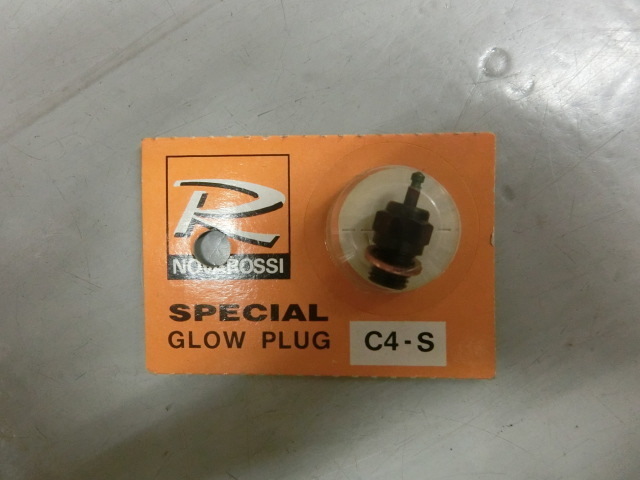 R
NOVAROSSI
SPECIAL
GLOW PLUG
C4-S